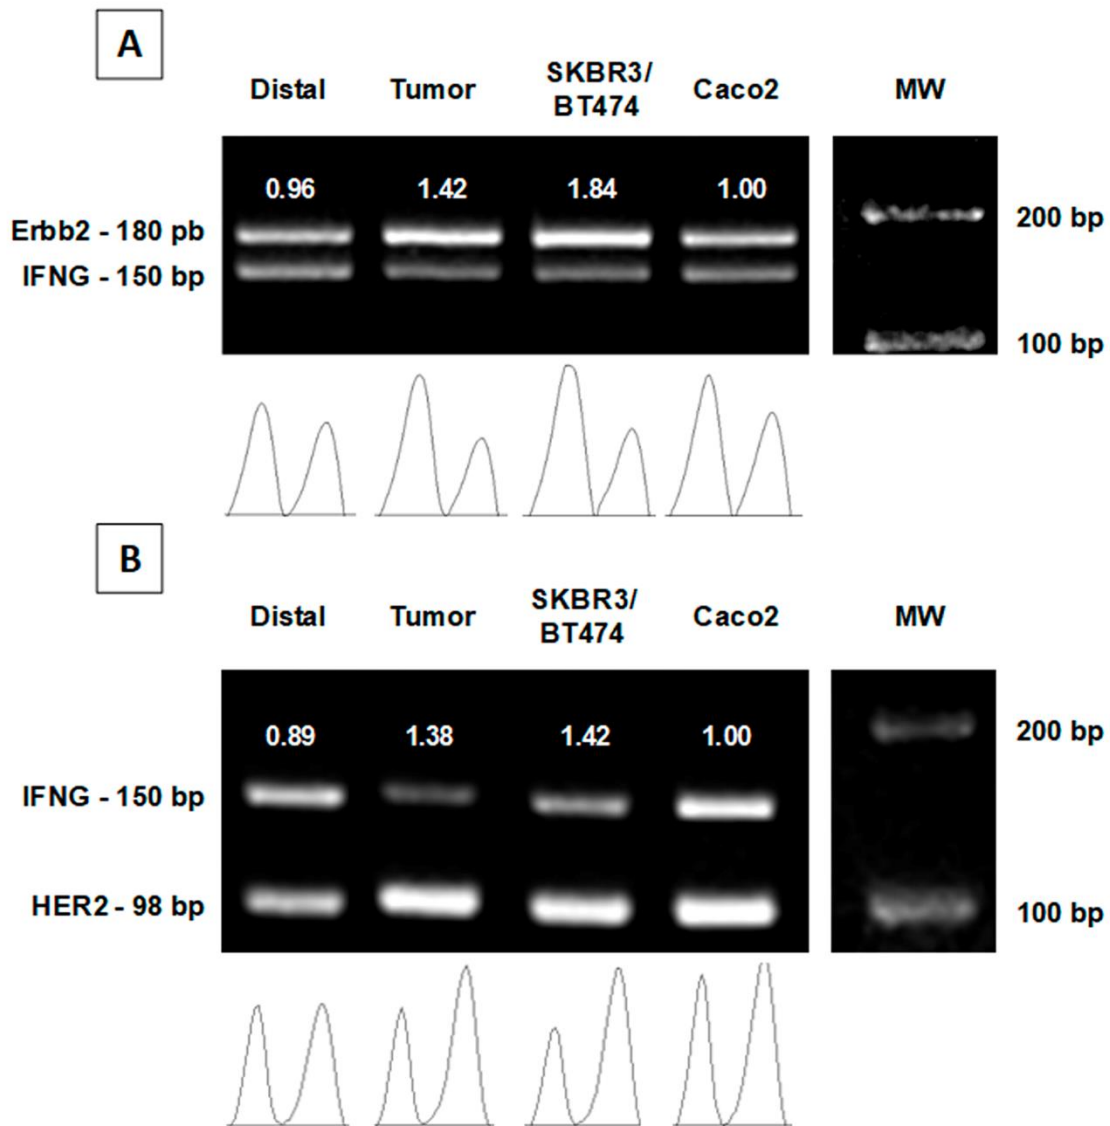 A
Distal Tumor SKBR3/ BT474 Caco2 MW
0.96 1.42 1.84 1.00
200 bp
Erbb2 - 180 pb
IFNG - 150 bp
100 bp
B
Distal Tumor SKBR3/ BT474 Caco2 MW
0.89 1.38 1.42 1.00
200 bp
IFNG - 150 bp
HER2 - 98 bp
100 bp